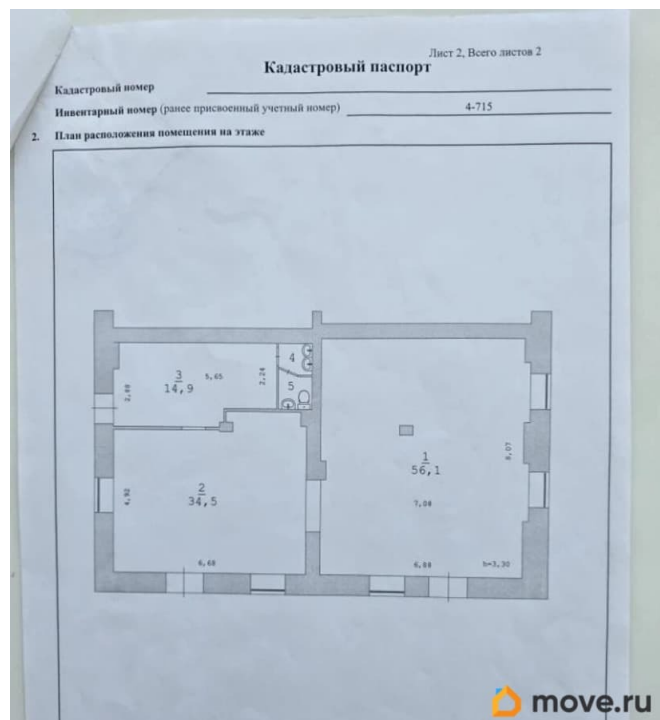 Лист 2, Всего листов 2
Кадастровый паспорт
Кадастровый номер
Инвентарный номер (ранее присвоенный учетный номер) 4-715
2. План расположения помещения на этаже
3
14,9
5,65
2,24
4
5
2
34,5
4,92
6,68
1
56,1
8,07
7,00
6,88
h=3,30
move.ru